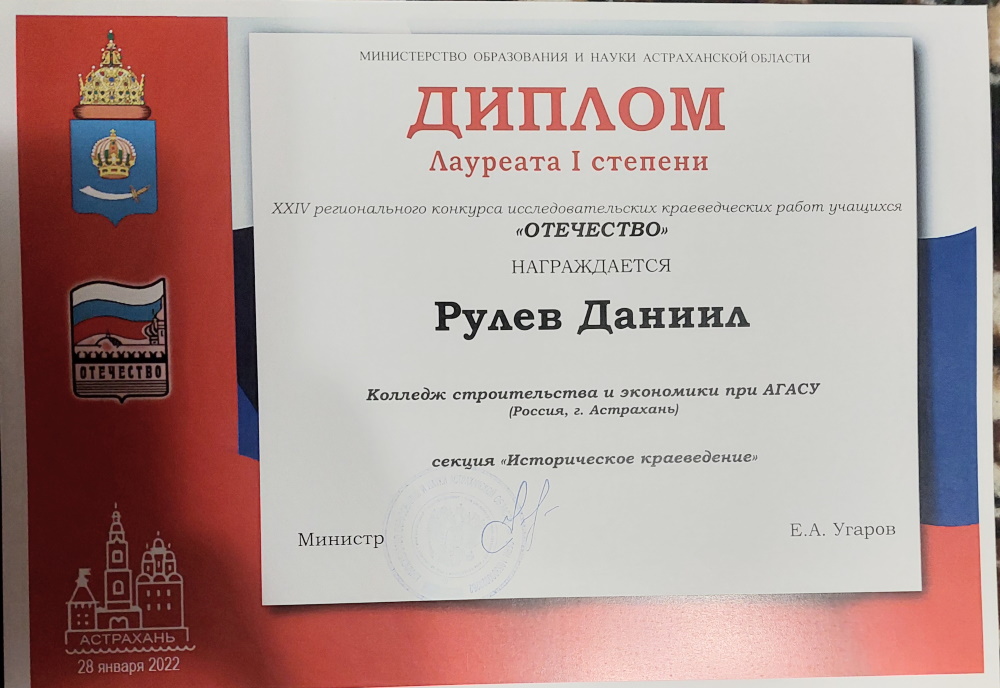 МИНИСТЕРСТВО ОБРАЗОВАНИЯ И НАУКИ АСТРАХАНСКОЙ ОБЛАСТИ
ДИПЛОМ
Лауреата I степени
XXIV регионального конкурса исследовательских краеведческих работ учащихся
«ОТЕЧЕСТВО»
НАГРАЖДАЕТСЯ
Рулев Даниил
Колледж строительства и экономики при АГАСУ
(Россия, г. Астрахань)
секция «Историческое краеведение»
Министр
Е.А. Угаров
ОТЕЧЕСТВО
АСТРАХАНЬ
28 января 2022